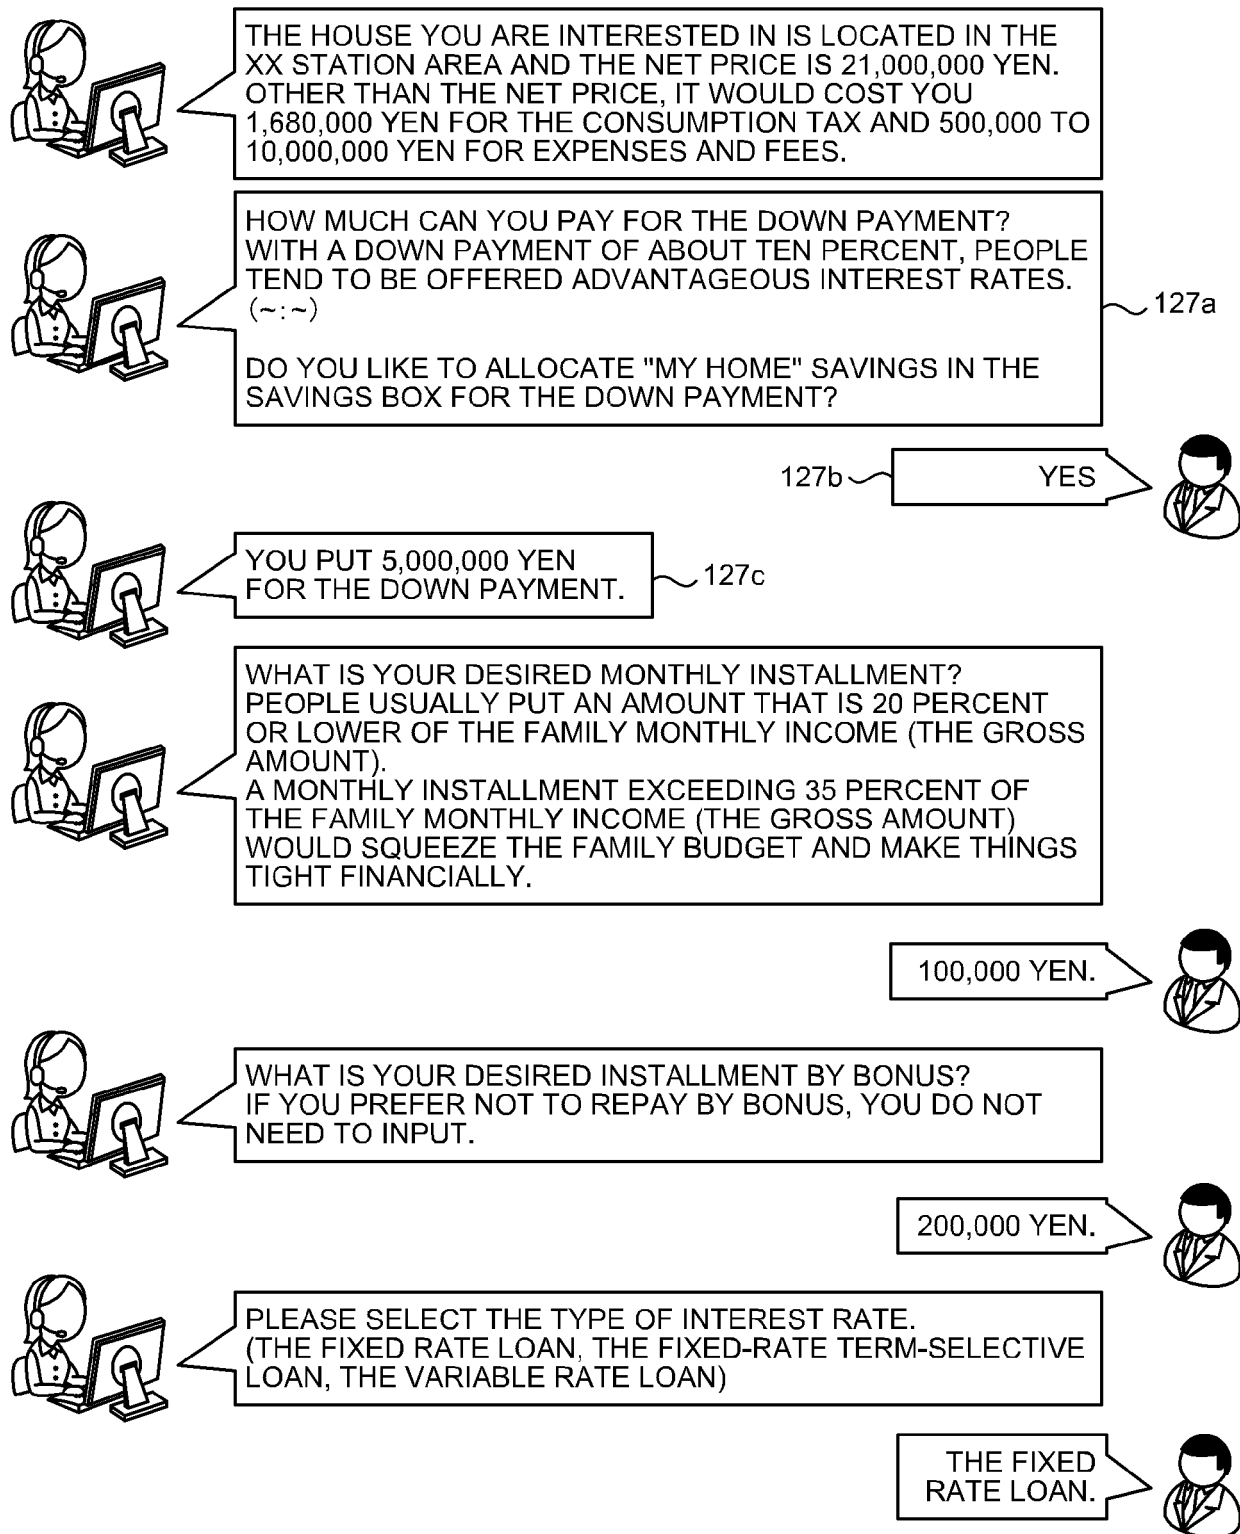 THE HOUSE YOU ARE INTERESTED IN IS LOCATED IN THE
XX STATION AREA AND THE NET PRICE IS 21,000,000 YEN.
OTHER THAN THE NET PRICE, IT WOULD COST YOU
1,680,000 YEN FOR THE CONSUMPTION TAX AND 500,000 TO
10,000,000 YEN FOR EXPENSES AND FEES.
HOW MUCH CAN YOU PAY FOR THE DOWN PAYMENT?
WITH A DOWN PAYMENT OF ABOUT TEN PERCENT, PEOPLE
TEND TO BE OFFERED ADVANTAGEOUS INTEREST RATES.
(~:~)
127a
DO YOU LIKE TO ALLOCATE "MY HOME" SAVINGS IN THE
SAVINGS BOX FOR THE DOWN PAYMENT?
127b
YES
YOU PUT 5,000,000 YEN
FOR THE DOWN PAYMENT.
127c
WHAT IS YOUR DESIRED MONTHLY INSTALLMENT?
PEOPLE USUALLY PUT AN AMOUNT THAT IS 20 PERCENT
OR LOWER OF THE FAMILY MONTHLY INCOME (THE GROSS
AMOUNT).
A MONTHLY INSTALLMENT EXCEEDING 35 PERCENT OF
THE FAMILY MONTHLY INCOME (THE GROSS AMOUNT)
WOULD SQUEEZE THE FAMILY BUDGET AND MAKE THINGS
TIGHT FINANCIALLY.
100,000 YEN.
WHAT IS YOUR DESIRED INSTALLMENT BY BONUS?
IF YOU PREFER NOT TO REPAY BY BONUS, YOU DO NOT
NEED TO INPUT.
200,000 YEN.
PLEASE SELECT THE TYPE OF INTEREST RATE.
(THE FIXED RATE LOAN, THE FIXED-RATE TERM-SELECTIVE
LOAN, THE VARIABLE RATE LOAN)
THE FIXED
RATE LOAN.